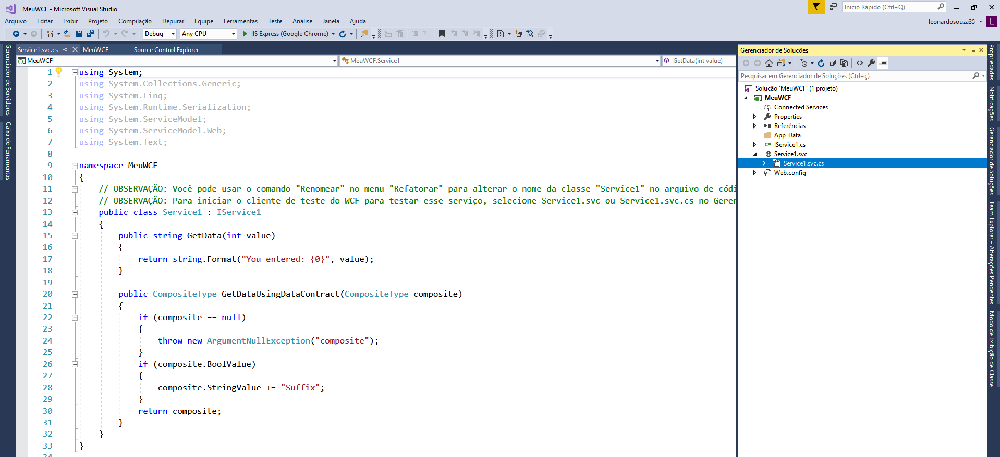 MeuWCF - Microsoft Visual Studio
Início Rápido (Ctrl+Q)
Arquivo Editar Exibir Projeto Compilação Depurar Equipe Ferramentas Teste Análise Janela Ajuda
leonardosouza35 L
Debug Any CPU IIS Express (Google Chrome)
Service1.svc.cs MeuWCF Source Control Explorer
MeuWCF MeuWCF.Service1 GetData(int value)
1 using System;
2 using System.Collections.Generic;
3 using System.Linq;
4 using System.Runtime.Serialization;
5 using System.ServiceModel;
6 using System.ServiceModel.Web;
7 using System.Text;
8
9 namespace MeuWCF
10 {
11 // OBSERVAÇÃO: Você pode usar o comando "Renomear" no menu "Refatorar" para alterar o nome da classe "Service1" no arquivo de códi
12 // OBSERVAÇÃO: Para iniciar o cliente de teste do WCF para testar esse serviço, selecione Service1.svc ou Service1.svc.cs no Geren
13 public class Service1 : IService1
14 {
15 public string GetData(int value)
16 {
17 return string.Format("You entered: {0}", value);
18 }
19
20 public CompositeType GetDataUsingDataContract(CompositeType composite)
21 {
22 if (composite == null)
23 {
24 throw new ArgumentNullException("composite");
25 }
26 if (composite.BoolValue)
27 {
28 composite.StringValue += "Suffix";
29 }
30 return composite;
31 }
32 }
33 }
34
Gerenciador de Servidores
Caixa de Ferramentas
Gerenciador de Soluções
Pesquisar em Gerenciador de Soluções (Ctrl+ç)
Solução 'MeuWCF' (1 projeto)
MeuWCF
Connected Services
Properties
Referências
App_Data
C# IService1.cs
Service1.svc
Service1.svc.cs
Web.config
Propriedades
Notificações
Gerenciador de Soluções
Team Explorer – Alterações Pendentes
Modo de Exibição de Classe